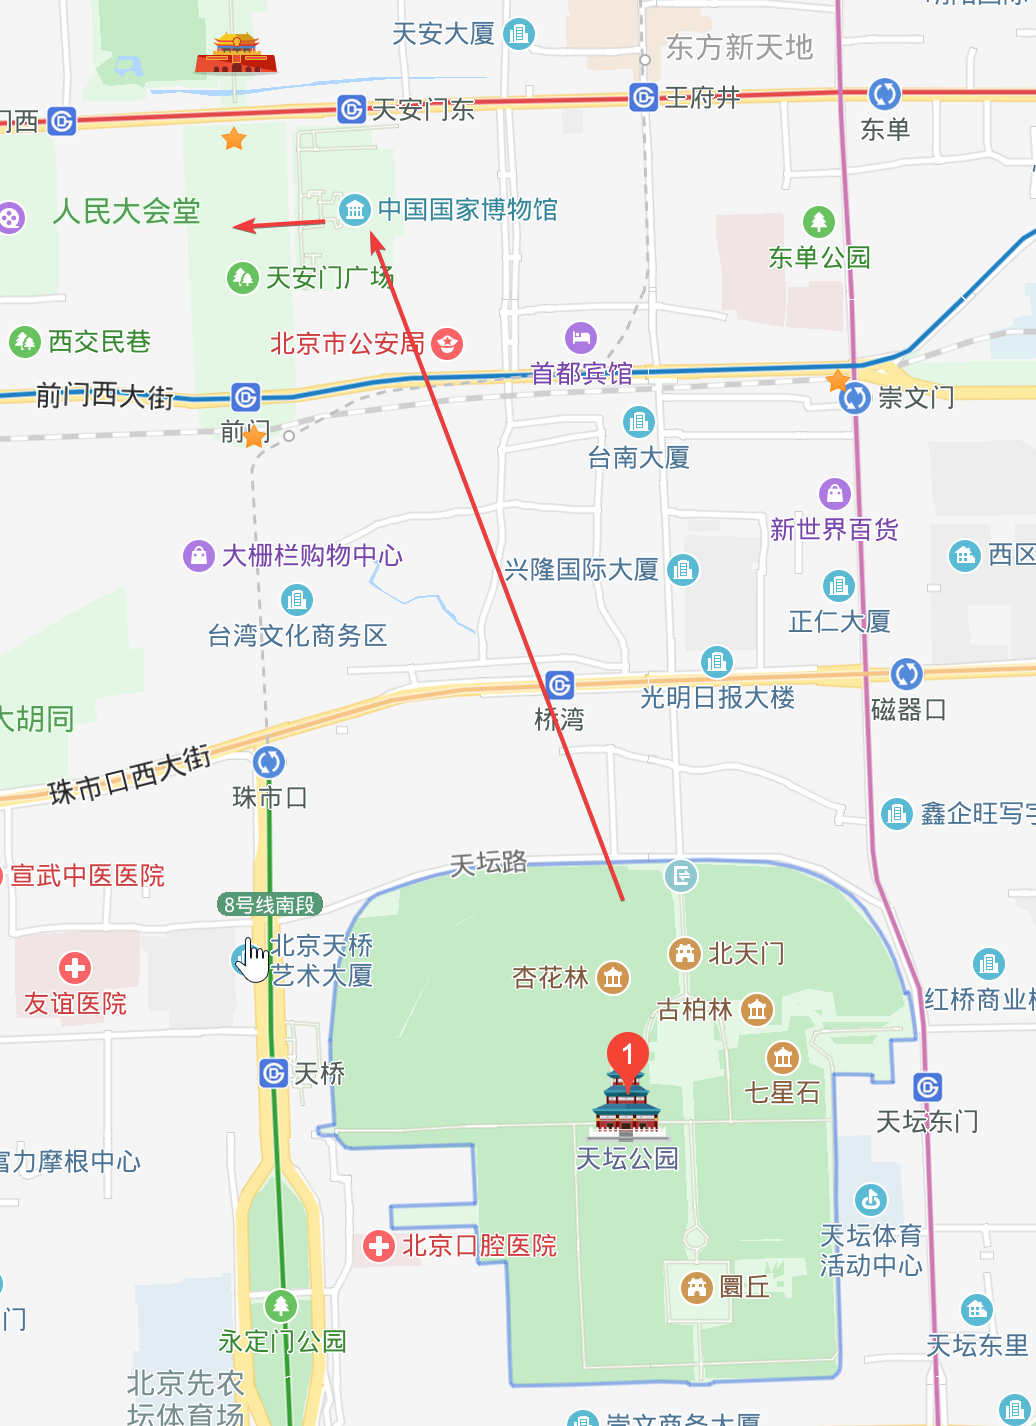 天安大厦
东方新天地
门西
天安门东
王府井
东单
人民大会堂
中国国家博物馆
东单公园
天安门广场
西交民巷
北京市公安局
首都宾馆
前门西大街
崇文门
前门
台南大厦
新世界百货
大栅栏购物中心
兴隆国际大厦
西区
台湾文化商务区
正仁大厦
光明日报大楼
磁器口
大胡同
桥湾
珠市口西大街
珠市口
鑫企旺写字
天坛路
宣武中医医院
8号线南段
北京天桥
艺术大厦
北天门
杏花林
友谊医院
古柏林
红桥商业楼
1
天桥
七星石
天坛东门
天坛公园
富力摩根中心
天坛体育
活动中心
北京口腔医院
圜丘
门
永定门公园
天坛东里
北京先农
坛体育场
崇文商务大厦